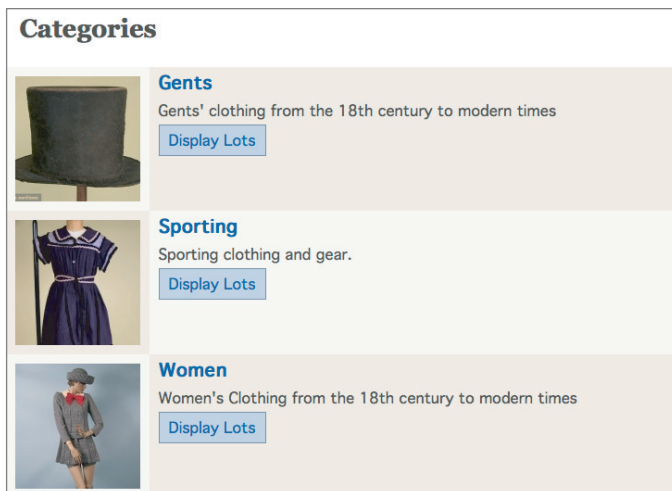 Categories
Gents
Gents' clothing from the 18th century to modern times
Display Lots
Sporting
Sporting clothing and gear.
Display Lots
Women
Women's Clothing from the 18th century to modern times
Display Lots